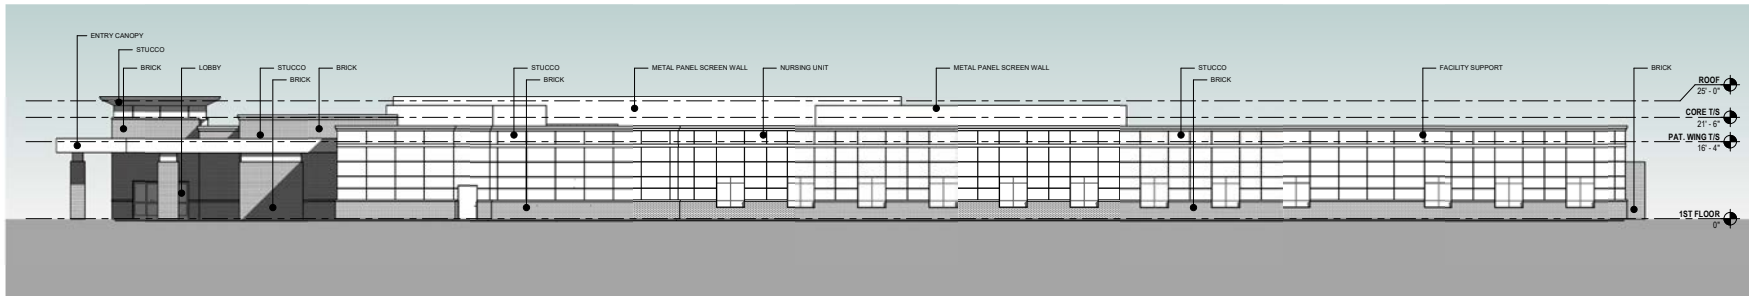 ENTRY CANOPY
STUCCO
BRICK
LOBBY
STUCCO
BRICK
BRICK
STUCCO
BRICK
METAL PANEL SCREEN WALL
NURSING UNIT
METAL PANEL SCREEN WALL
STUCCO
BRICK
FACILITY SUPPORT
BRICK
ROOF
25' - 0"
CORE T/S
21' - 6"
PAT. WING T/S
16' - 4"
1ST FLOOR
0"